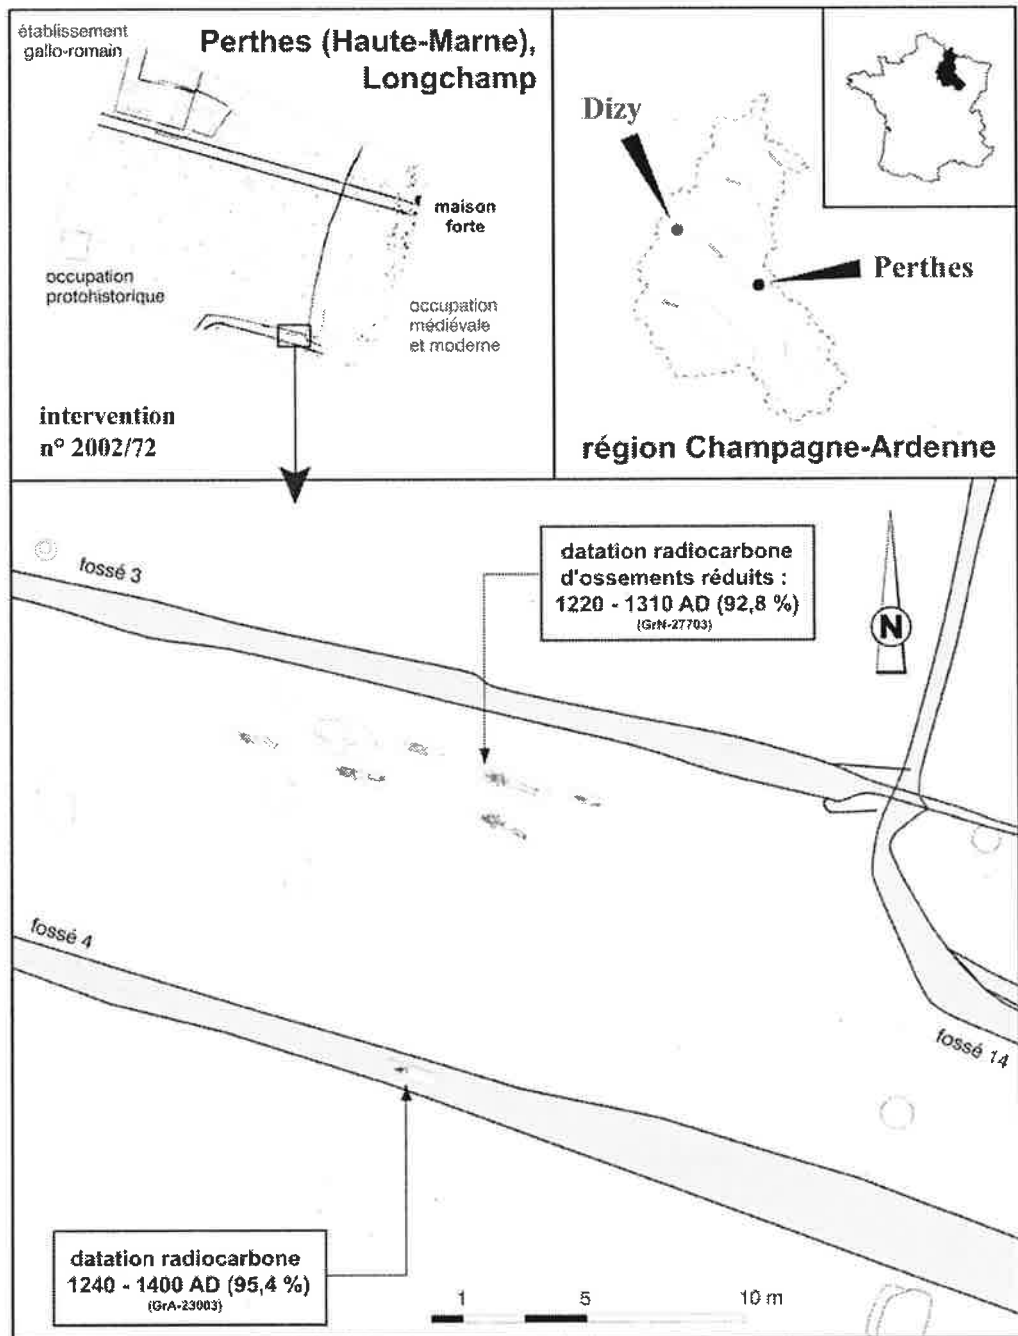 établissement
gallo-romain
Perthes (Haute-Marne),
Longchamp
maison
forte
occupation
protohistorique
occupation
médiévale
et moderne
intervention
n° 2002/72
Dizy
Perthes
région Champagne-Ardenne
fossé 3
datation radiocarbone
d'ossements réduits :
1220 - 1310 AD (92,8 %)
(GrN-27703)
N
fossé 4
fossé 14
datation radiocarbone
1240 - 1400 AD (95,4 %)
(GrA-23003)
1 5 10 m